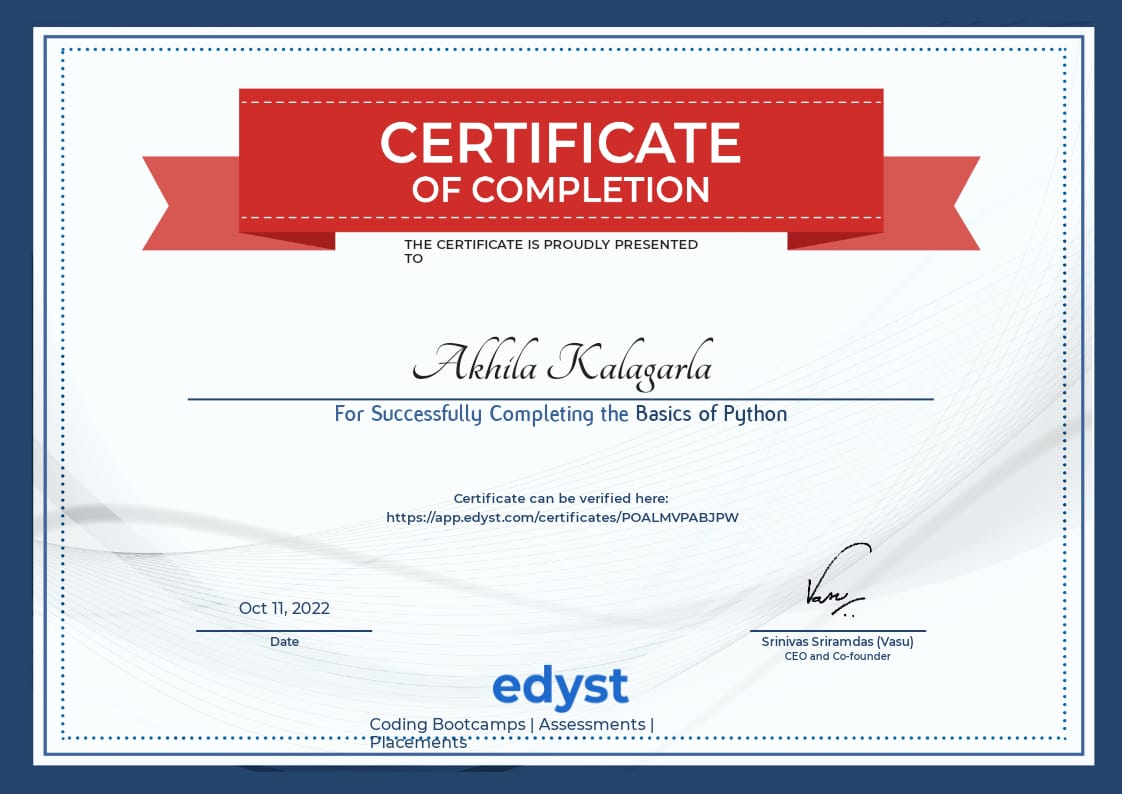 CERTIFICATE
OF COMPLETION
THE CERTIFICATE IS PROUDLY PRESENTED
TO
Akhila Kalagarla
For Successfully Completing the Basics of Python
Certificate can be verified here:
https://app.edyst.com/certificates/POALMVPABJPW
Oct 11, 2022
Date
Vasu
Srinivas Sriramdas (Vasu)
CEO and Co-founder
edyst
Coding Bootcamps | Assessments |
Placements